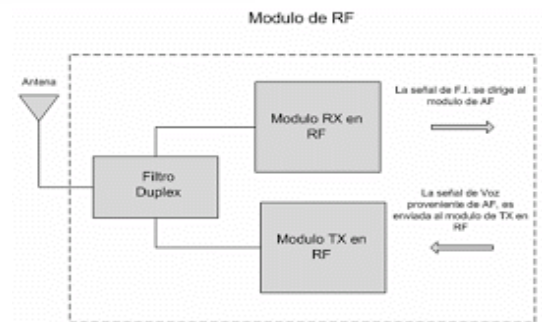 Modulo de RF
Antena
Filtro
Duplex
Modulo RX en
RF
La señal de F.I. se dirige al
modulo de AF
Modulo TX en
RF
La señal de Voz
proveniente de AF, es
enviada al modulo de TX en
RF